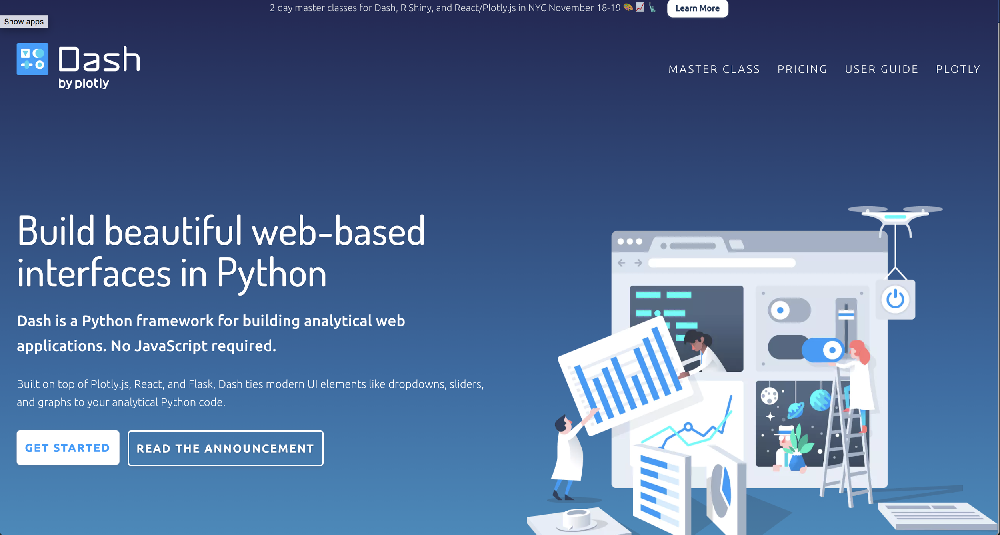 2 day master classes for Dash, R Shiny, and React/Plotly.js in NYC November 18-19 🎨 📈 🗽
Learn More
Show apps
Dash
by plotly
MASTER CLASS
PRICING
USER GUIDE
PLOTLY
Build beautiful web-based
interfaces in Python
Dash is a Python framework for building analytical web
applications. No JavaScript required.
Built on top of Plotly.js, React, and Flask, Dash ties modern UI elements like dropdowns, sliders,
and graphs to your analytical Python code.
GET STARTED
READ THE ANNOUNCEMENT